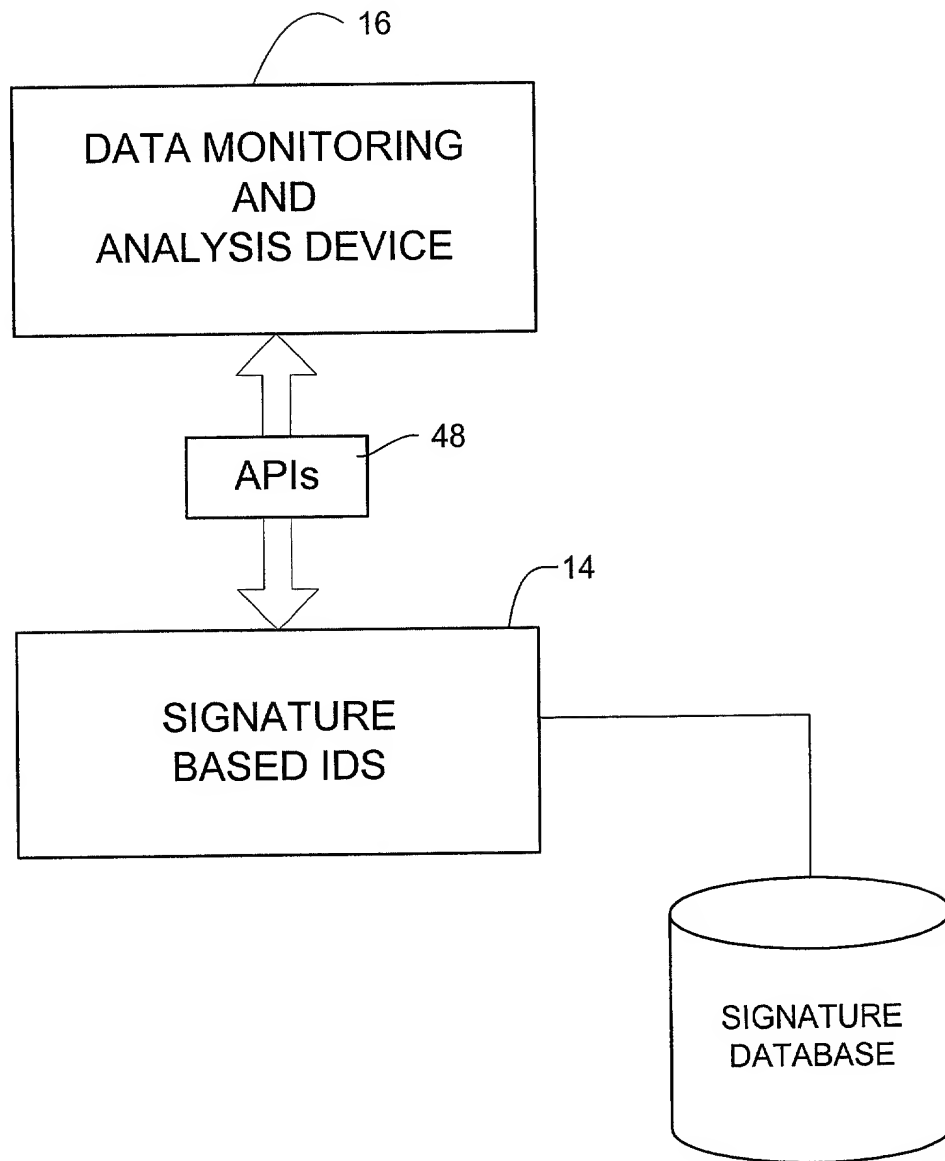 16
DATA MONITORING
AND
ANALYSIS DEVICE
48
APIs
14
SIGNATURE
BASED IDS
SIGNATURE
DATABASE